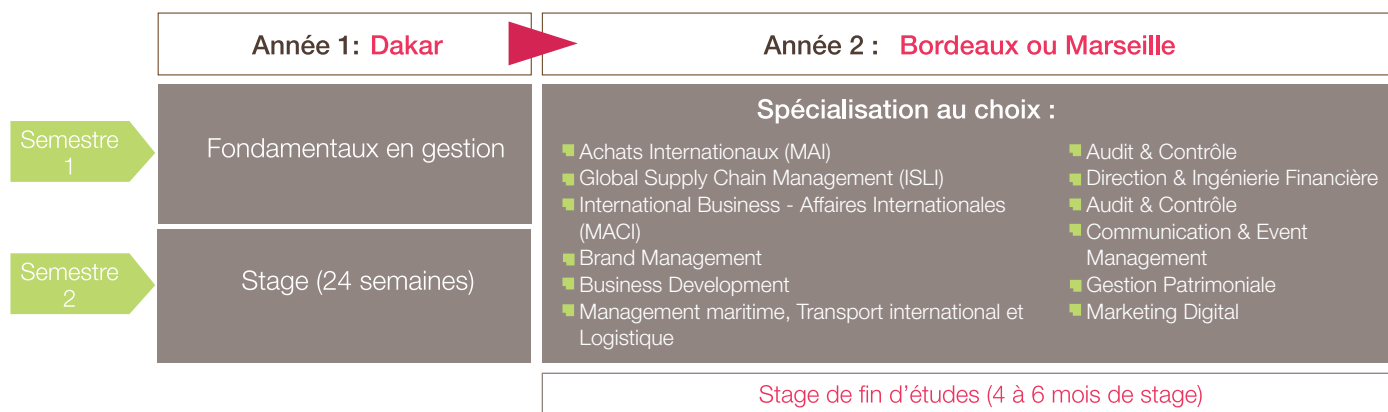 Année 1: Dakar
Année 2 : Bordeaux ou Marseille
Semestre
1
Fondamentaux en gestion
Semestre
2
Stage (24 semaines)
Spécialisation au choix :
Achats Internationaux (MAI)
Global Supply Chain Management (ISLI)
International Business - Affaires Internationales
(MACI)
Brand Management
Business Development
Management maritime, Transport international et
Logistique
Audit & Contrôle
Direction & Ingénierie Financière
Audit & Contrôle
Communication & Event
Management
Gestion Patrimoniale
Marketing Digital
Stage de fin d’études (4 à 6 mois de stage)